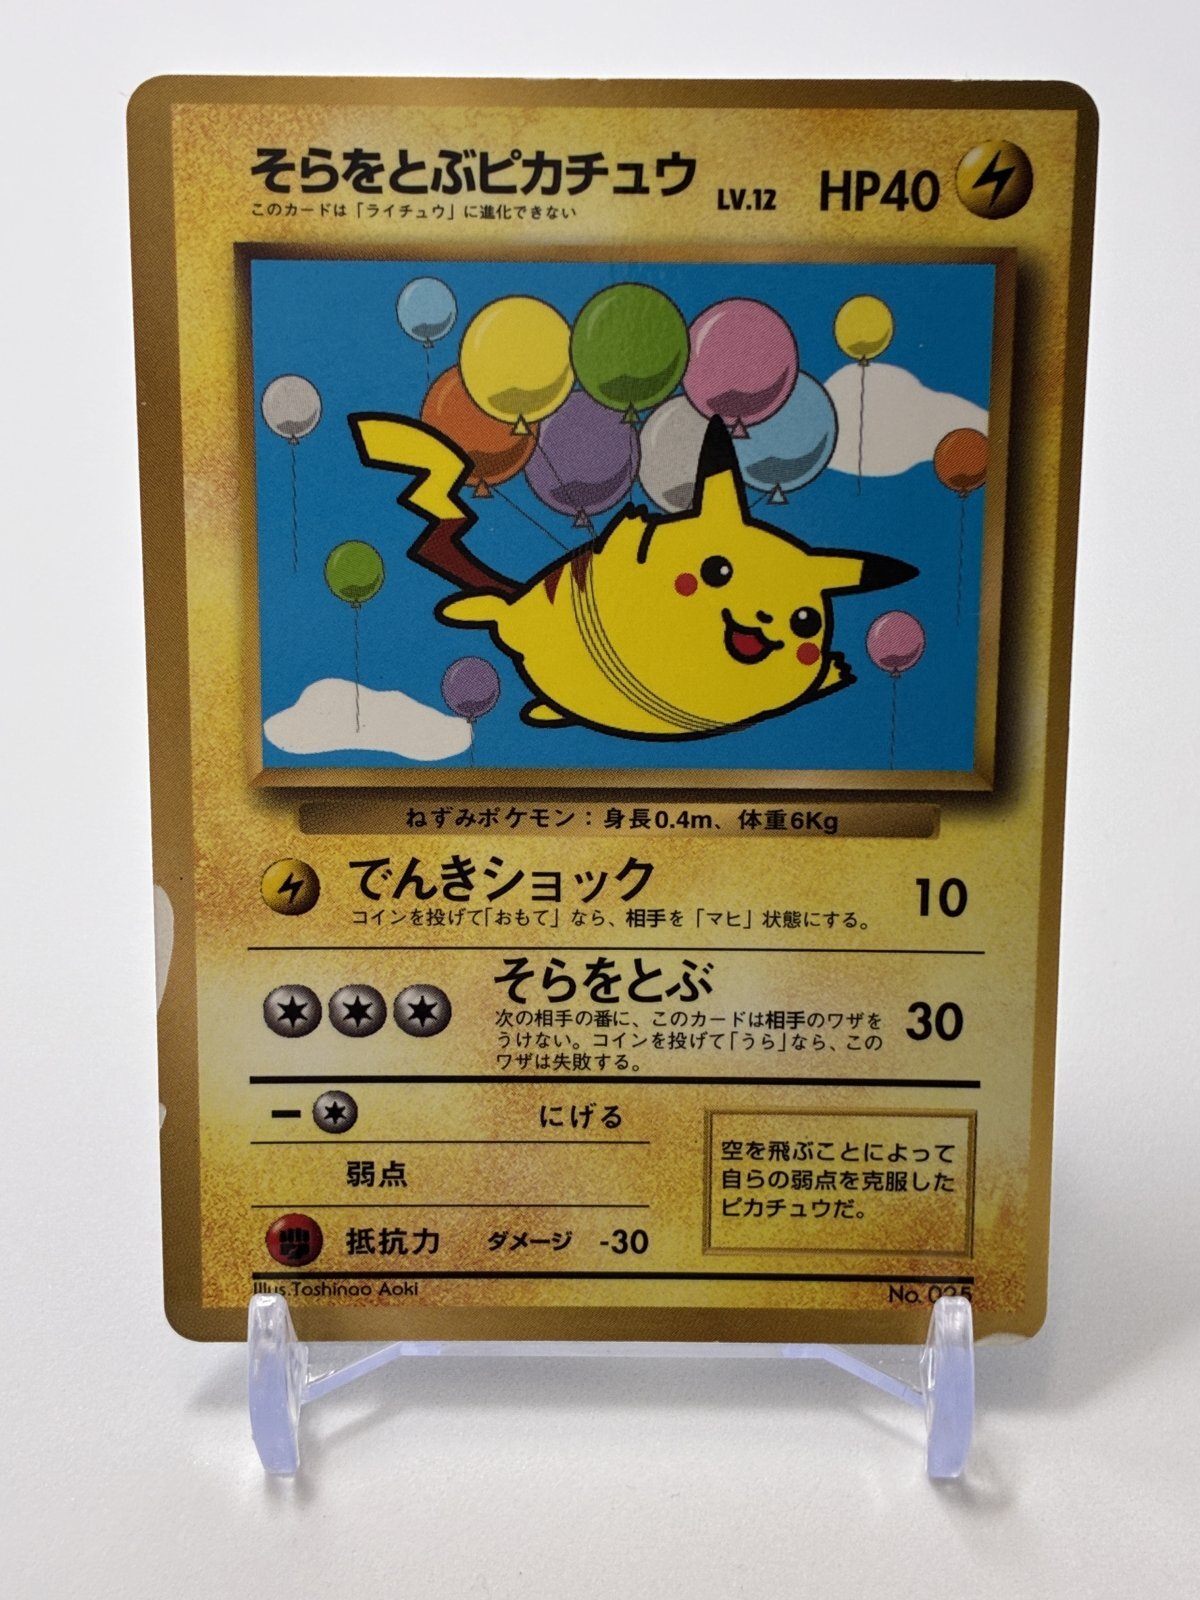 そらをとぶピカチュウ LV.12 HP40
このカードは「ライチュウ」に進化できない
ねずみポケモン：身長0.4m、体重6Kg
でんきショック 10
コインを投げて「おもて」なら、相手を「マヒ」状態にする。
そらをとぶ 30
次の相手の番に、このカードは相手のワザを
うけない。コインを投げて「うら」なら、この
ワザは失敗する。
にげる
弱点
抵抗力 ダメージ -30
空を飛ぶことによって
自らの弱点を克服した
ピカチュウだ。
Illus.Toshinao Aoki
No. 025